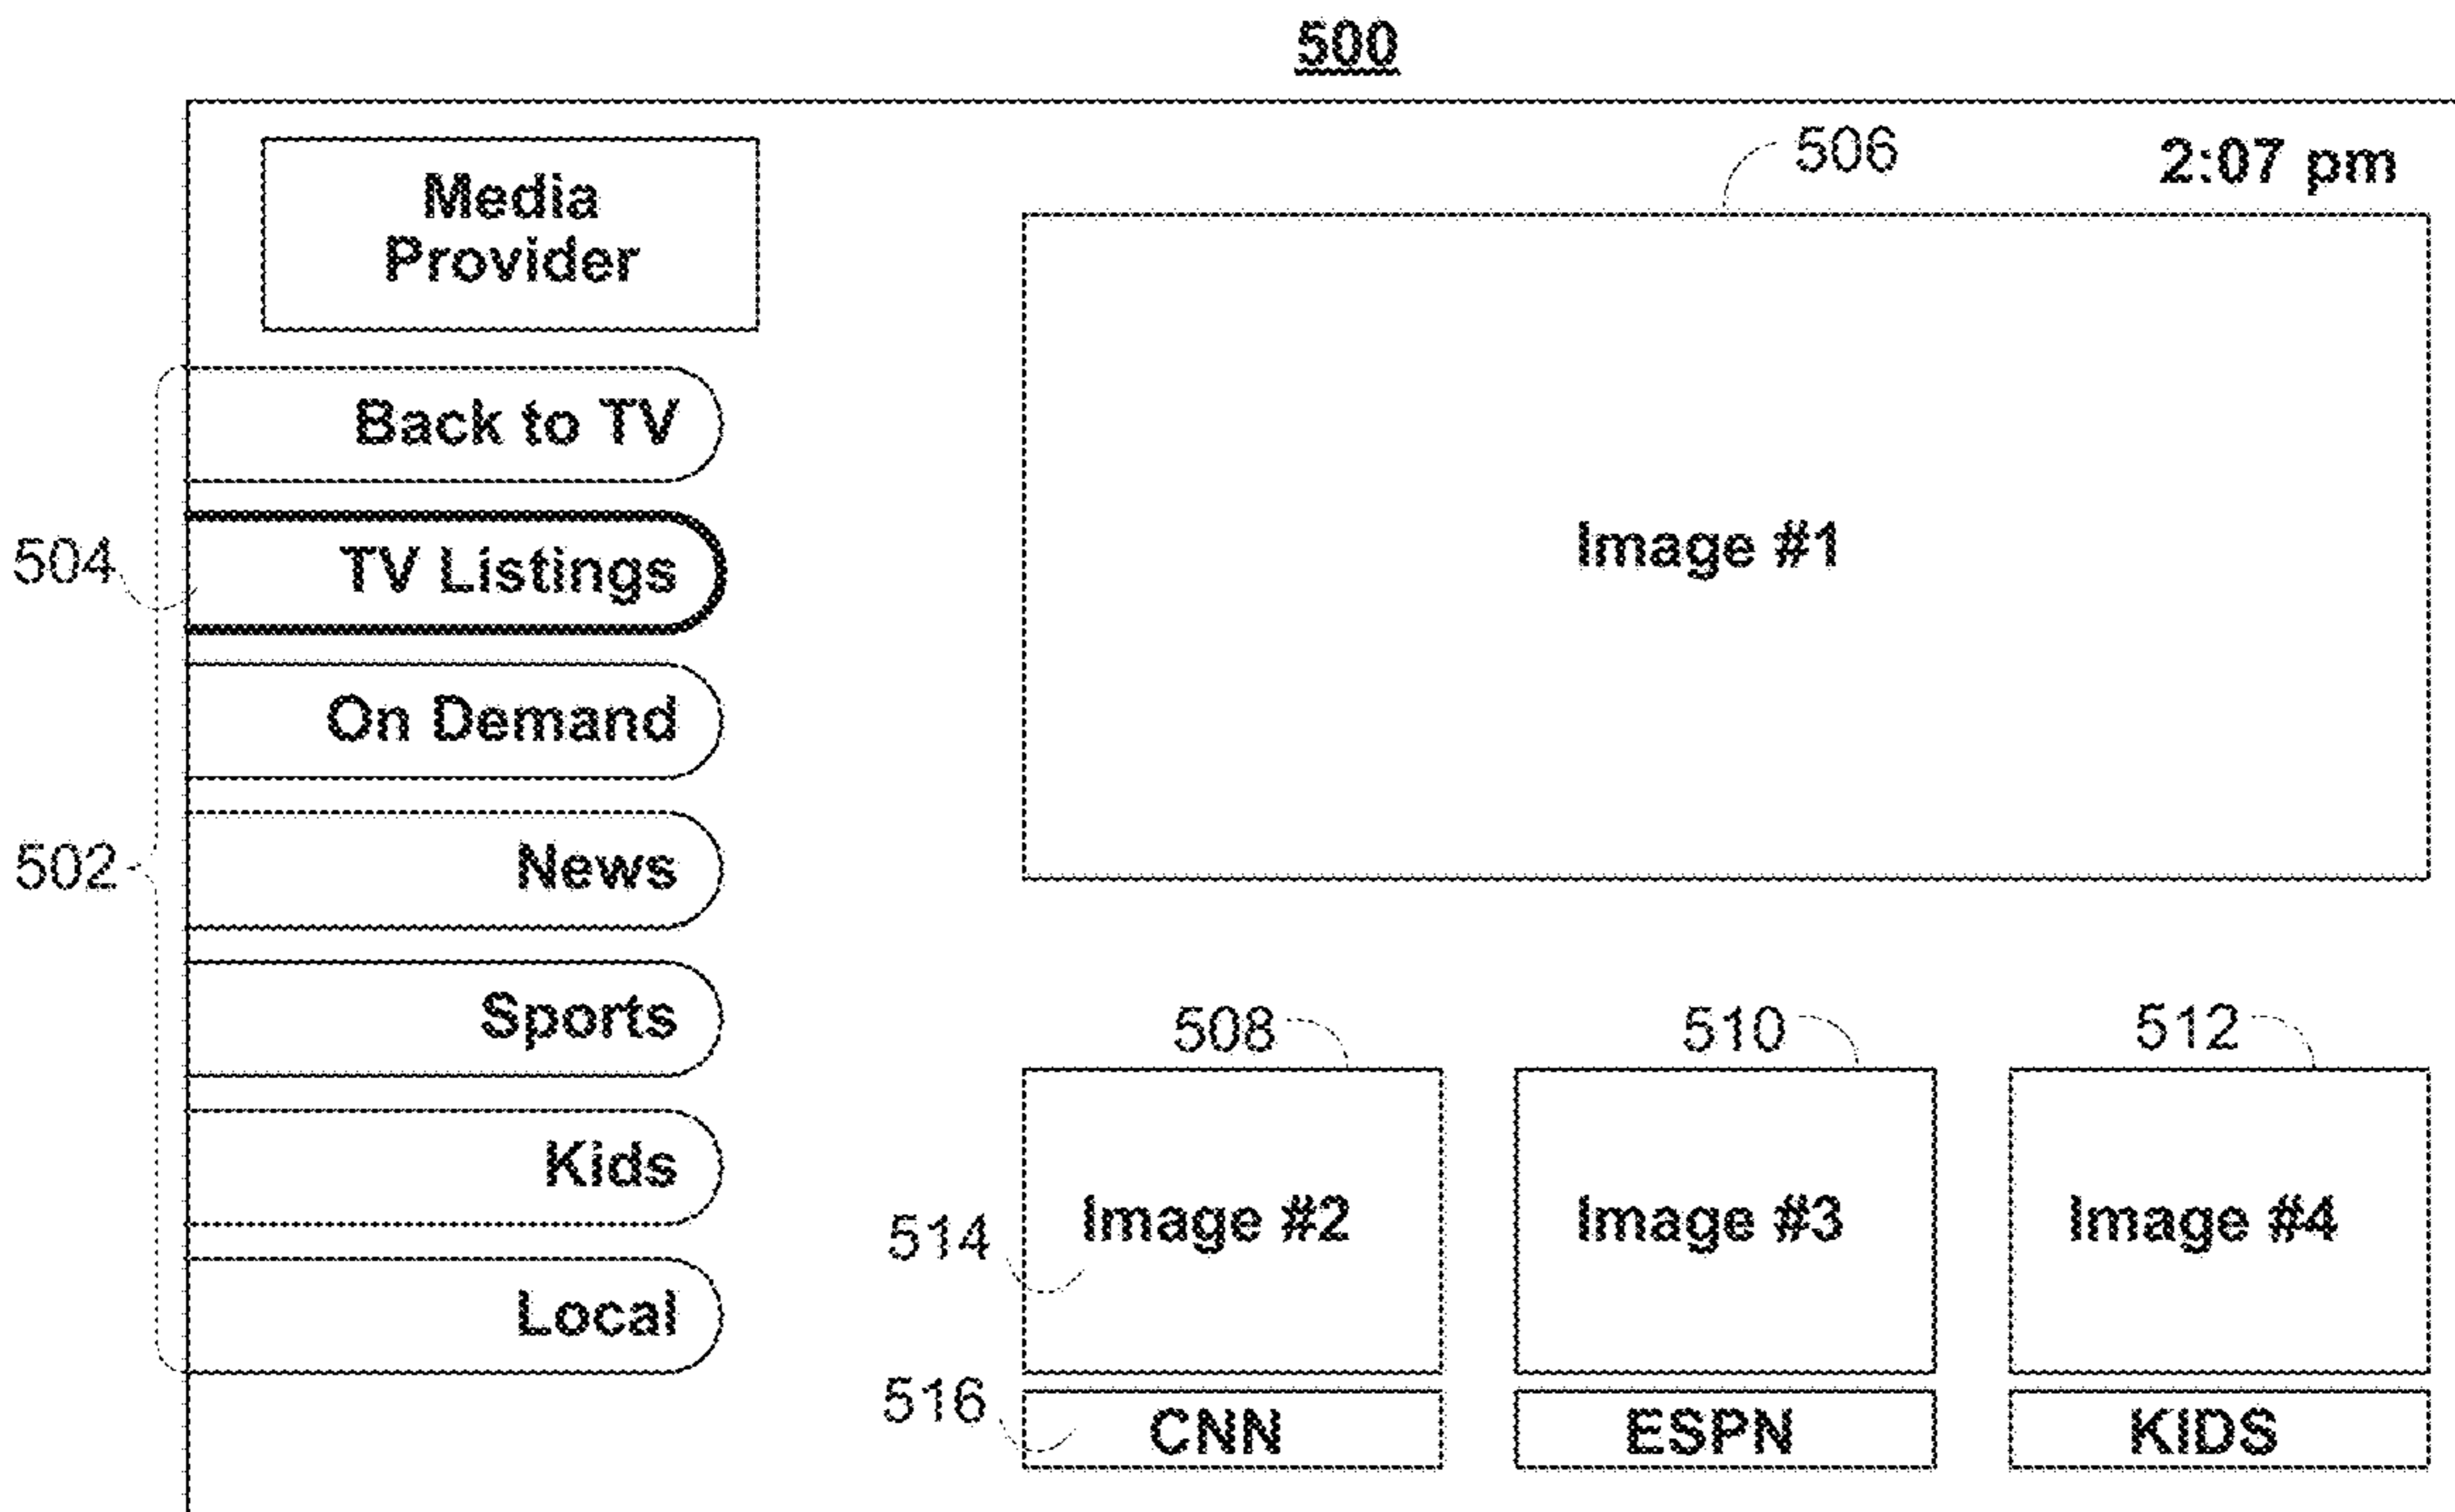 500
506
2:07 pm
Media
Provider
Back to TV
504
TV Listings
Image #1
On Demand
502
News
Sports
508
510
512
Kids
514
Image #2
Image #3
Image #4
Local
516
CNN
ESPN
KIDS